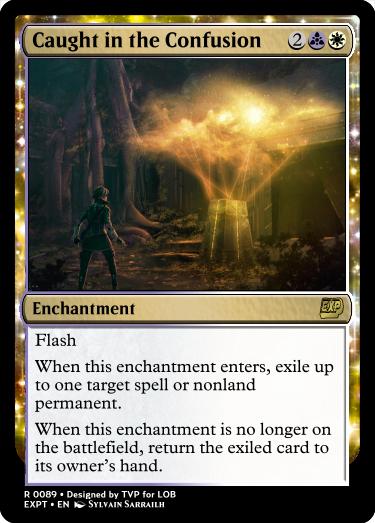 Caught in the Confusion 2
Enchantment EXP
Flash
When this enchantment enters, exile up
to one target spell or nonland
permanent.
When this enchantment is no longer on
the battlefield, return the exiled card to
its owner's hand.
R 0089 • Designed by TVP for LOB
EXPT • EN Sylvain Sarrailh